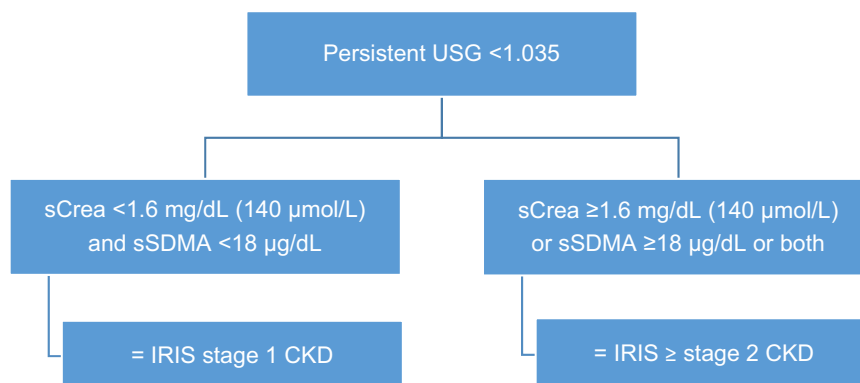 Persistent USG <1.035
sCrea <1.6 mg/dL (140 µmol/L)
and sSDMA <18 µg/dL
sCrea ≥1.6 mg/dL (140 µmol/L)
or sSDMA ≥18 µg/dL or both
= IRIS stage 1 CKD
= IRIS ≥ stage 2 CKD